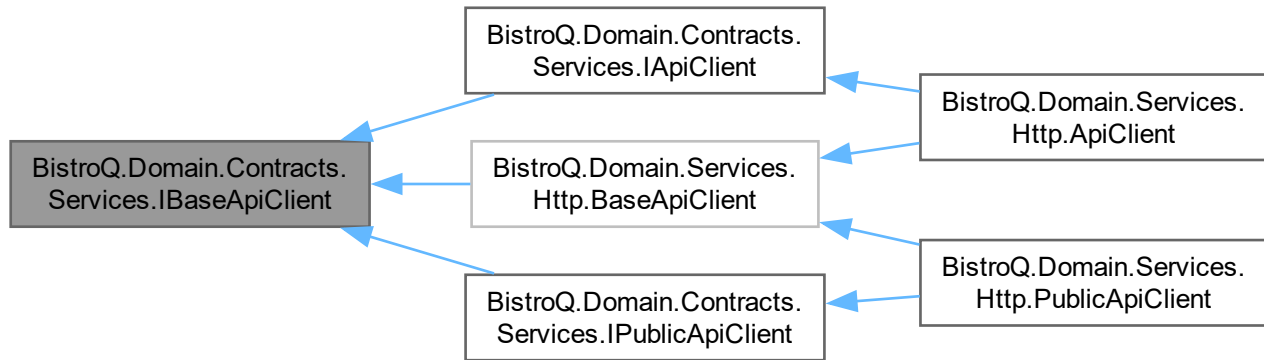 BistroQ.Domain.Contracts.
Services.IApiClient
BistroQ.Domain.Services.
Http.ApiClient
BistroQ.Domain.Contracts.
Services.IBaseApiClient
BistroQ.Domain.Services.
Http.BaseApiClient
BistroQ.Domain.Services.
Http.PublicApiClient
BistroQ.Domain.Contracts.
Services.IPublicApiClient